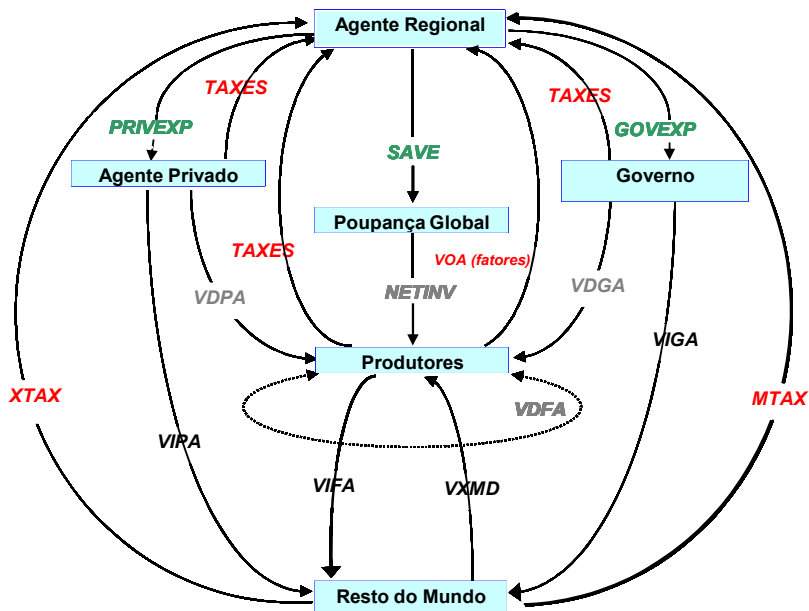 Agente Regional
TAXES
TAXES
PRIVEXP
GOVEXP
SAVE
Agente Privado
Governo
Poupança Global
TAXES
VOA (fatores)
VDPA
NETINV
VDGA
VIGA
Produtores
XTAX
MTAX
VDFA
VIPA
VIFA
VXMD
Resto do Mundo